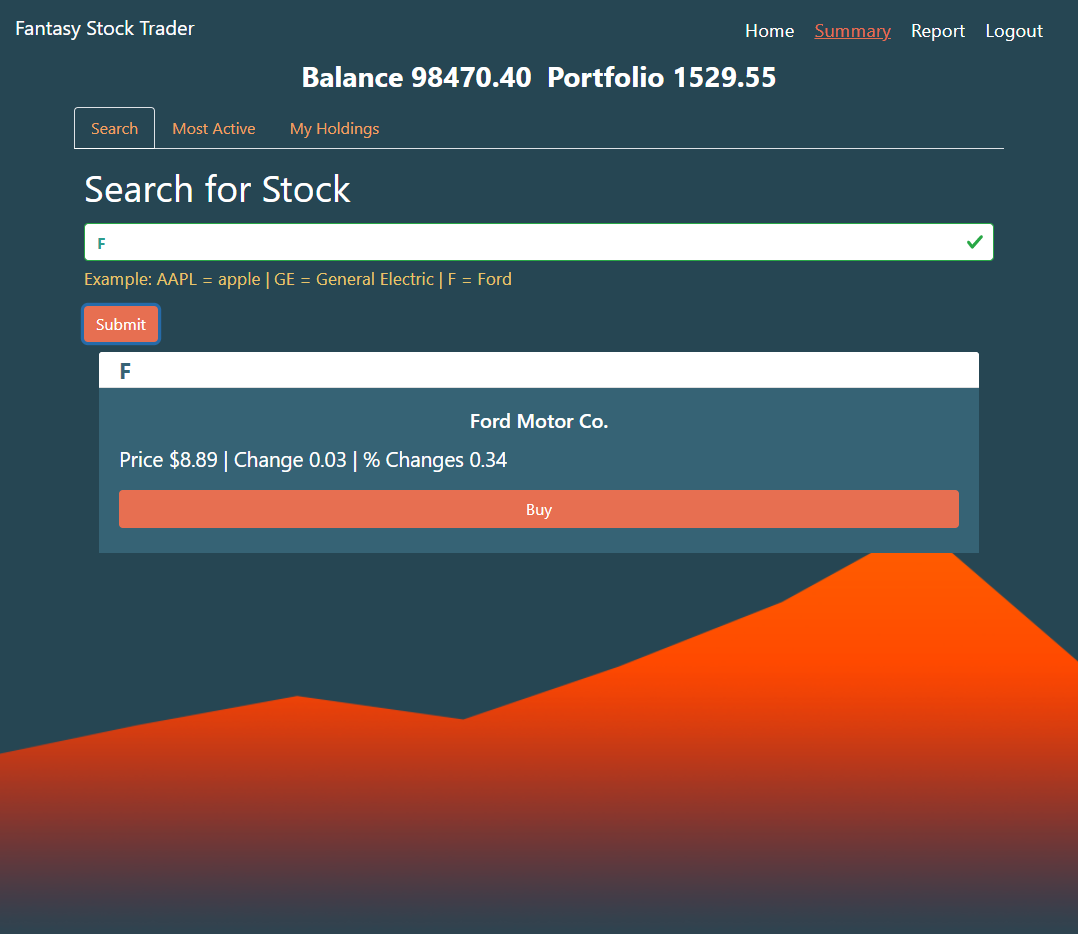 Fantasy Stock Trader
Home Summary Report Logout
Balance 98470.40 Portfolio 1529.55
Search Most Active My Holdings
Search for Stock
F
Example: AAPL = apple | GE = General Electric | F = Ford
Submit
F
Ford Motor Co.
Price $8.89 | Change 0.03 | % Changes 0.34
Buy